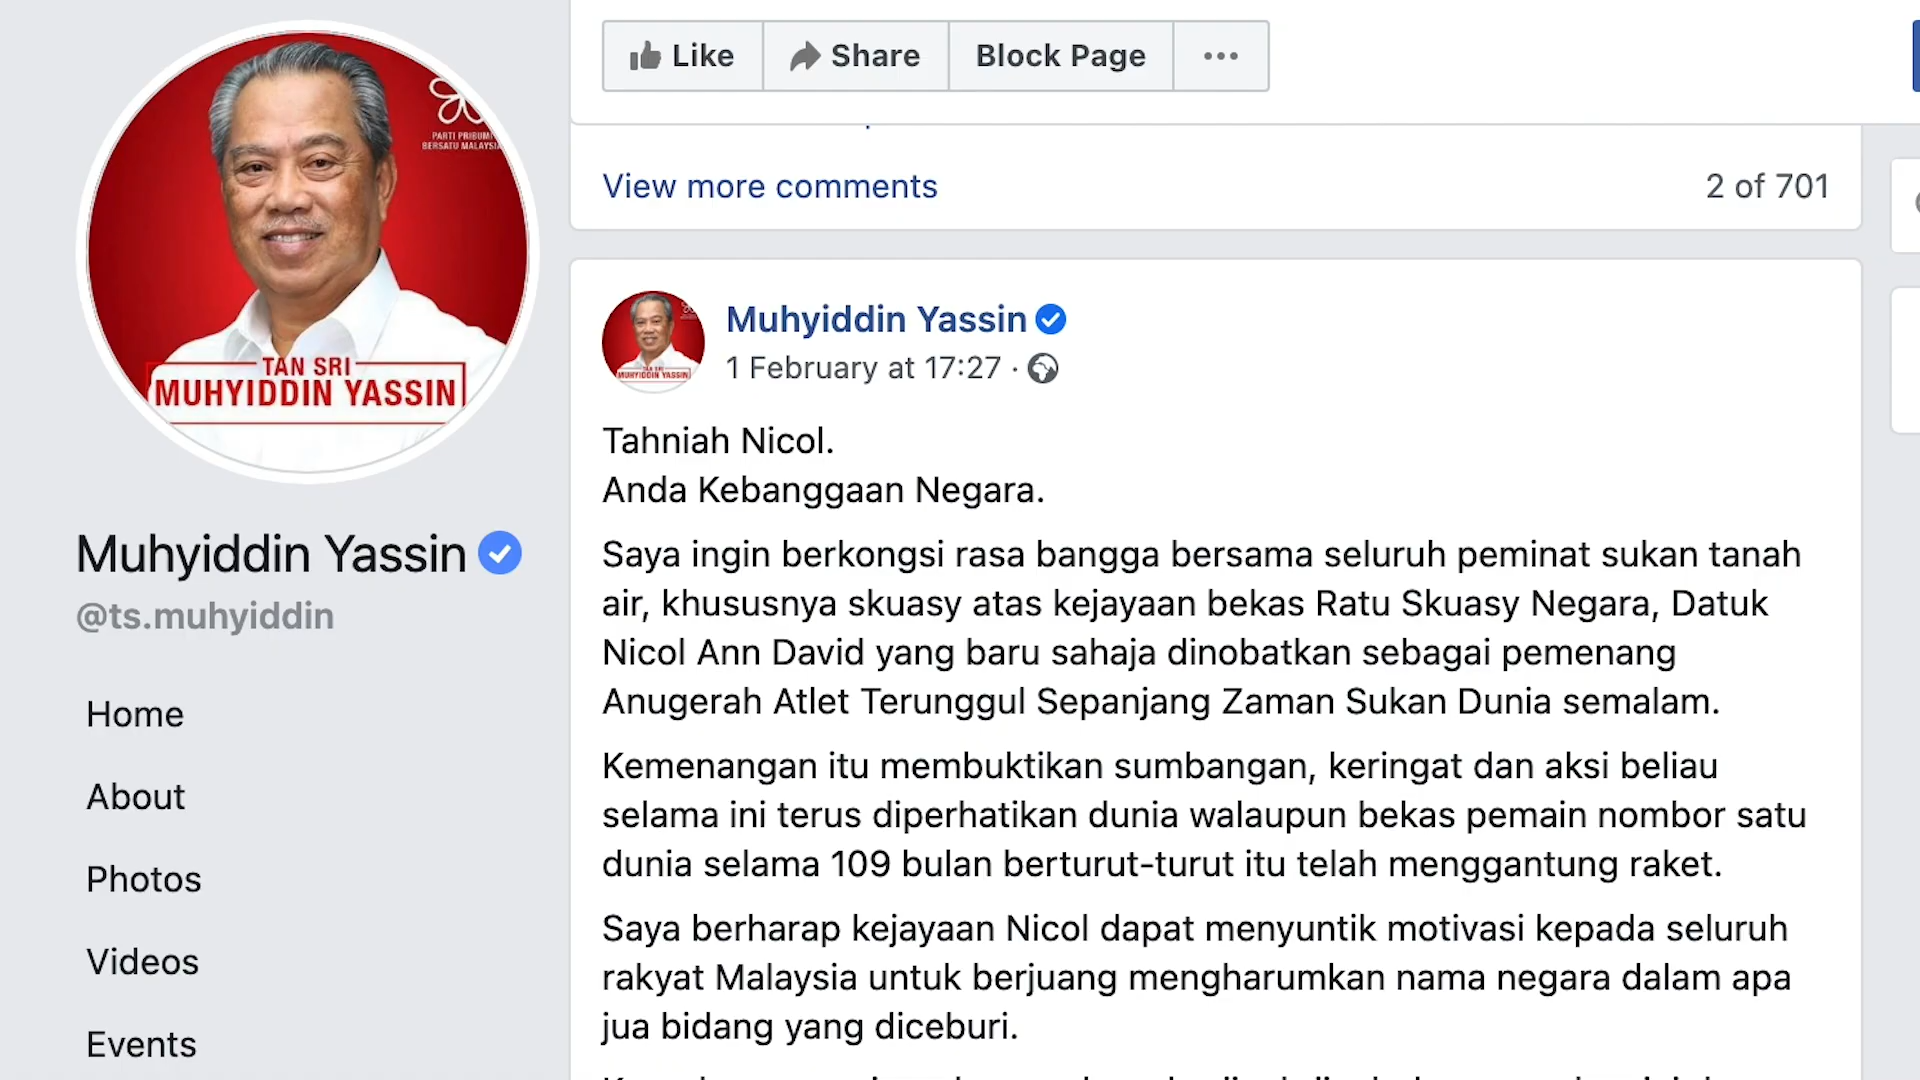 PARTI PRIBUMI
BERSATU MALAYSIA
TAN SRI
MUHYIDDIN YASSIN
Muhyiddin Yassin
@ts.muhyiddin
Home
About
Photos
Videos
Events
Like
Share
Block Page
View more comments
2 of 701
TAN SRI
MUHYIDDIN YASSIN
Muhyiddin Yassin
1 February at 17:27 ·
Tahniah Nicol.
Anda Kebanggaan Negara.
Saya ingin berkongsi rasa bangga bersama seluruh peminat sukan tanah
air, khususnya skuasy atas kejayaan bekas Ratu Skuasy Negara, Datuk
Nicol Ann David yang baru sahaja dinobatkan sebagai pemenang
Anugerah Atlet Terunggul Sepanjang Zaman Sukan Dunia semalam.
Kemenangan itu membuktikan sumbangan, keringat dan aksi beliau
selama ini terus diperhatikan dunia walaupun bekas pemain nombor satu
dunia selama 109 bulan berturut-turut itu telah menggantung raket.
Saya berharap kejayaan Nicol dapat menyuntik motivasi kepada seluruh
rakyat Malaysia untuk berjuang mengharumkan nama negara dalam apa
jua bidang yang diceburi.